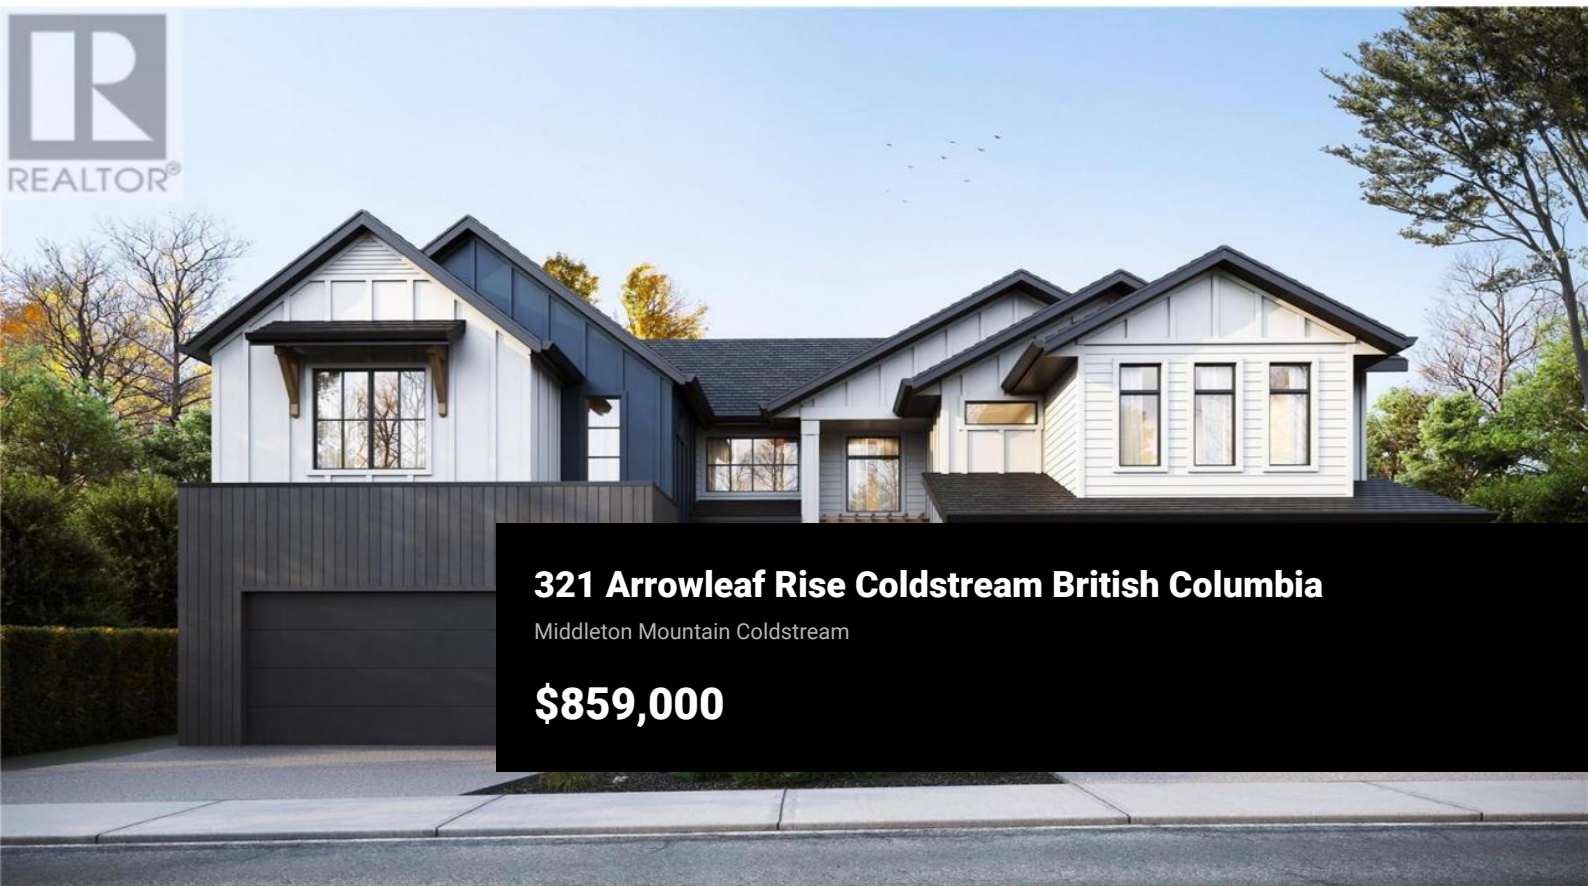 REALTOR®
321 Arrowleaf Rise Coldstream British Columbia
Middleton Mountain Coldstream
$859,000